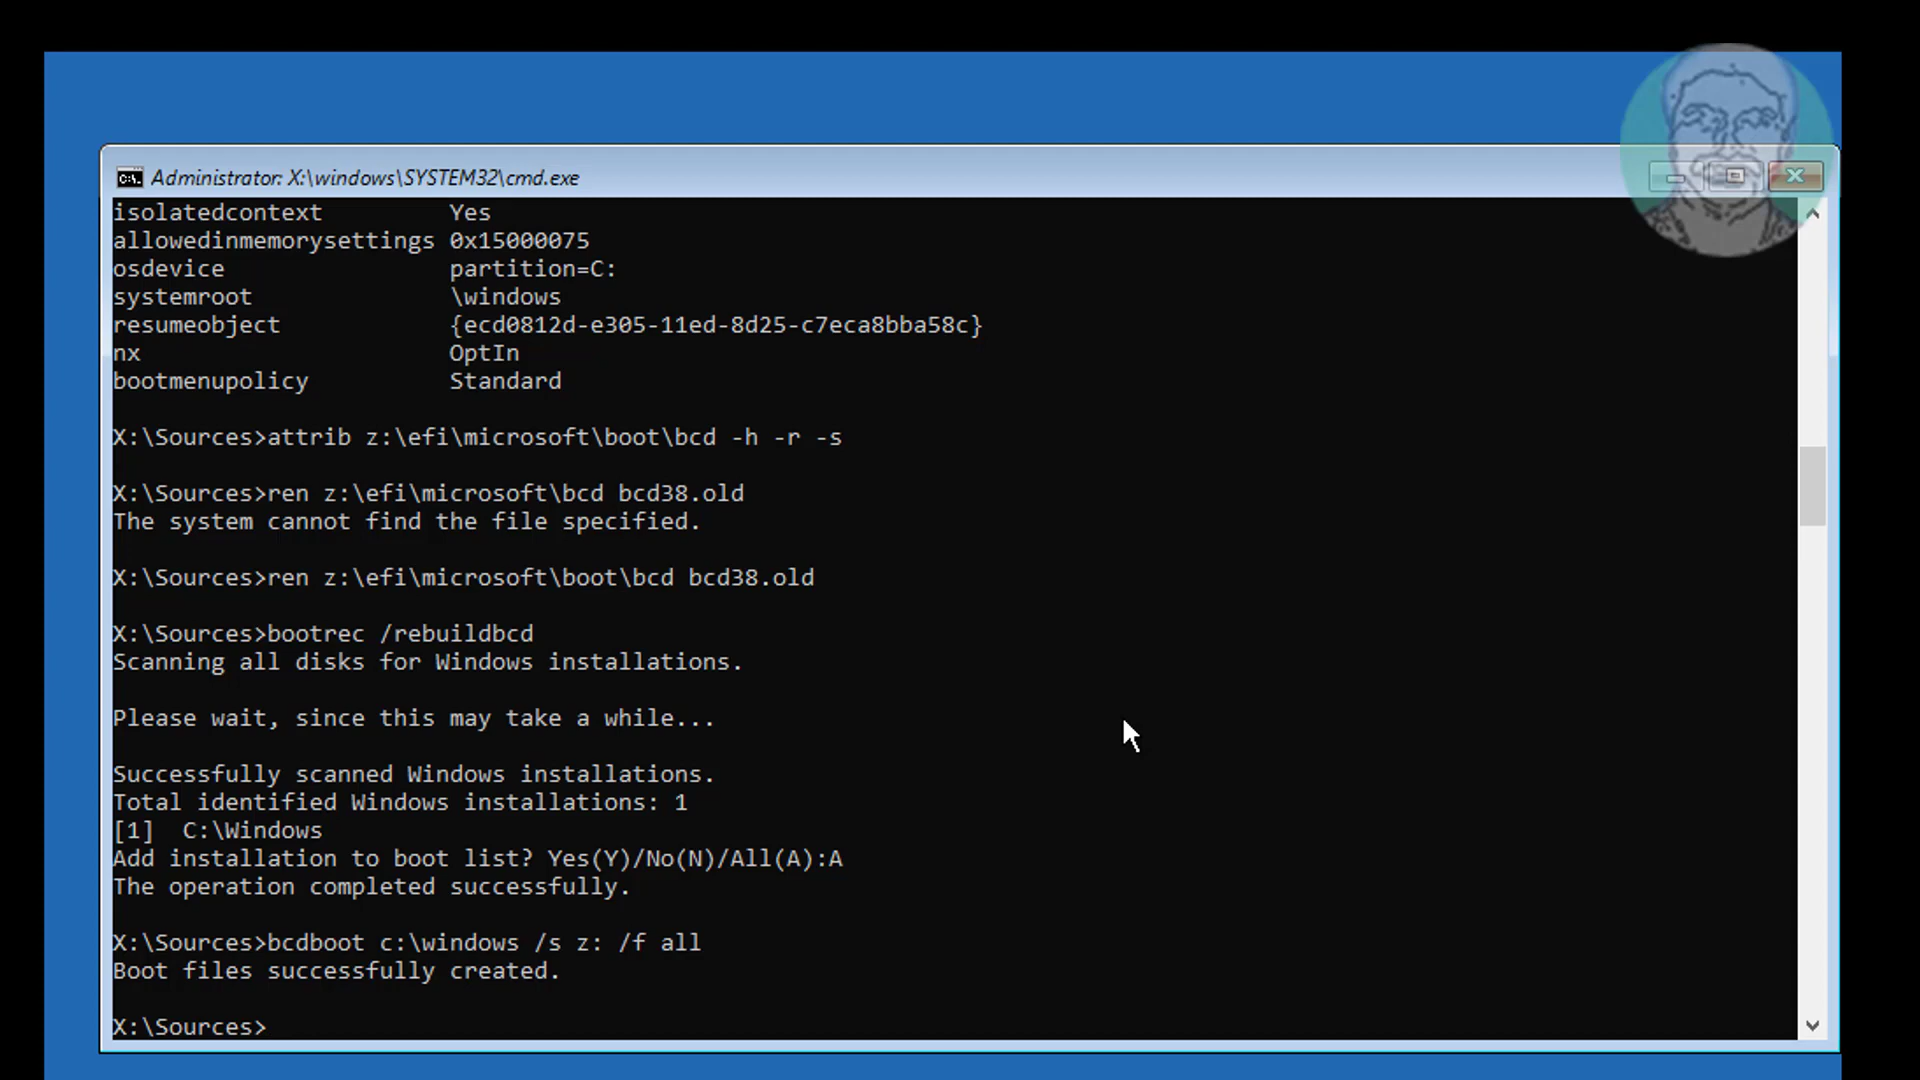 Administrator: X:\windows\SYSTEM32\cmd.exe
isolatedcontext         Yes
allowedinmemorysettings 0x15000075
osdevice                partition=C:
systemroot              \windows
resumeobject            {ecd0812d-e305-11ed-8d25-c7eca8bba58c}
nx                      OptIn
bootmenupolicy          Standard
X:\Sources>attrib z:\efi\microsoft\boot\bcd -h -r -s
X:\Sources>ren z:\efi\microsoft\bcd bcd38.old
The system cannot find the file specified.
X:\Sources>ren z:\efi\microsoft\boot\bcd bcd38.old
X:\Sources>bootrec /rebuildbcd
Scanning all disks for Windows installations.
Please wait, since this may take a while...
Successfully scanned Windows installations.
Total identified Windows installations: 1
[1]  C:\Windows
Add installation to boot list? Yes(Y)/No(N)/All(A):A
The operation completed successfully.
X:\Sources>bcdboot c:\windows /s z: /f all
Boot files successfully created.
X:\Sources>